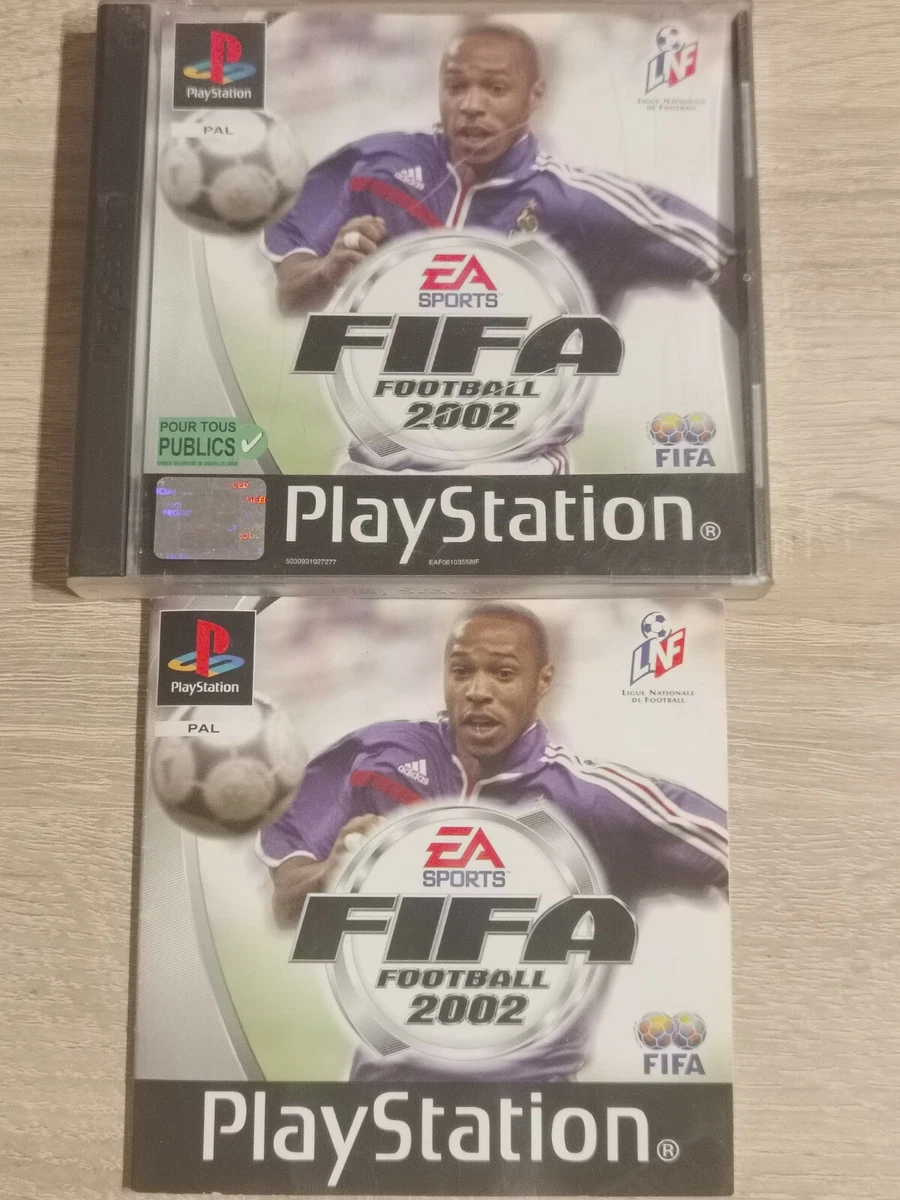 PlayStation
PAL
LNF
LIGUE NATIONALE
DE FOOTBALL
adidas
EA
SPORTS
FIFA
FOOTBALL
2002
POUR TOUS
PUBLICS
FIFA
PlayStation®
5030931027277
EAF06103558IF
PlayStation
PAL
LNF
LIGUE NATIONALE
DE FOOTBALL
adidas
EA
SPORTS
FIFA
FOOTBALL
2002
FIFA
PlayStation®